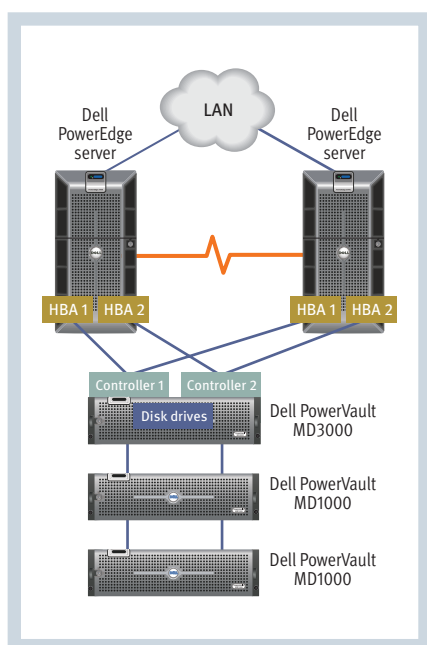 LAN
Dell
PowerEdge
server
Dell
PowerEdge
server
HBA 1
HBA 2
HBA 1
HBA 2
Controller 1
Controller 2
Disk drives
Dell PowerVault
MD3000
Dell PowerVault
MD1000
Dell PowerVault
MD1000